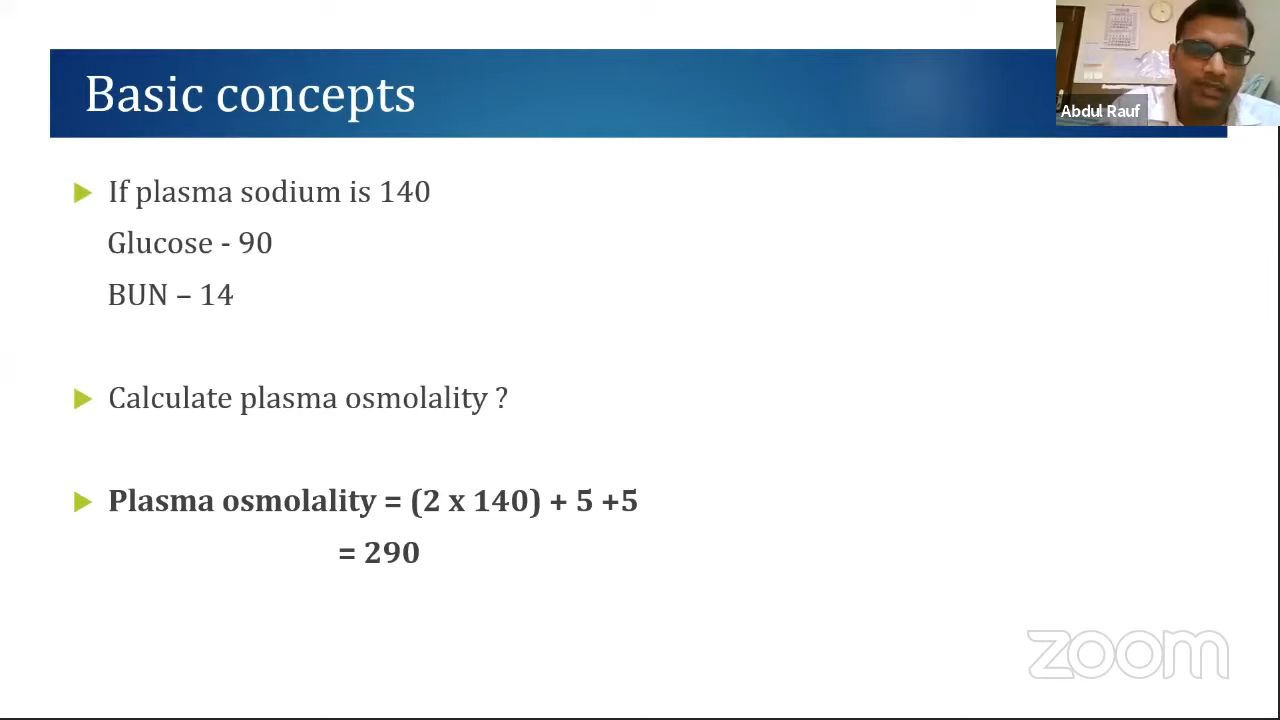 Basic concepts
Abdul Rauf
If plasma sodium is 140
Glucose - 90
BUN – 14
Calculate plasma osmolality ?
Plasma osmolality = (2 x 140) + 5 +5
= 290
zoom